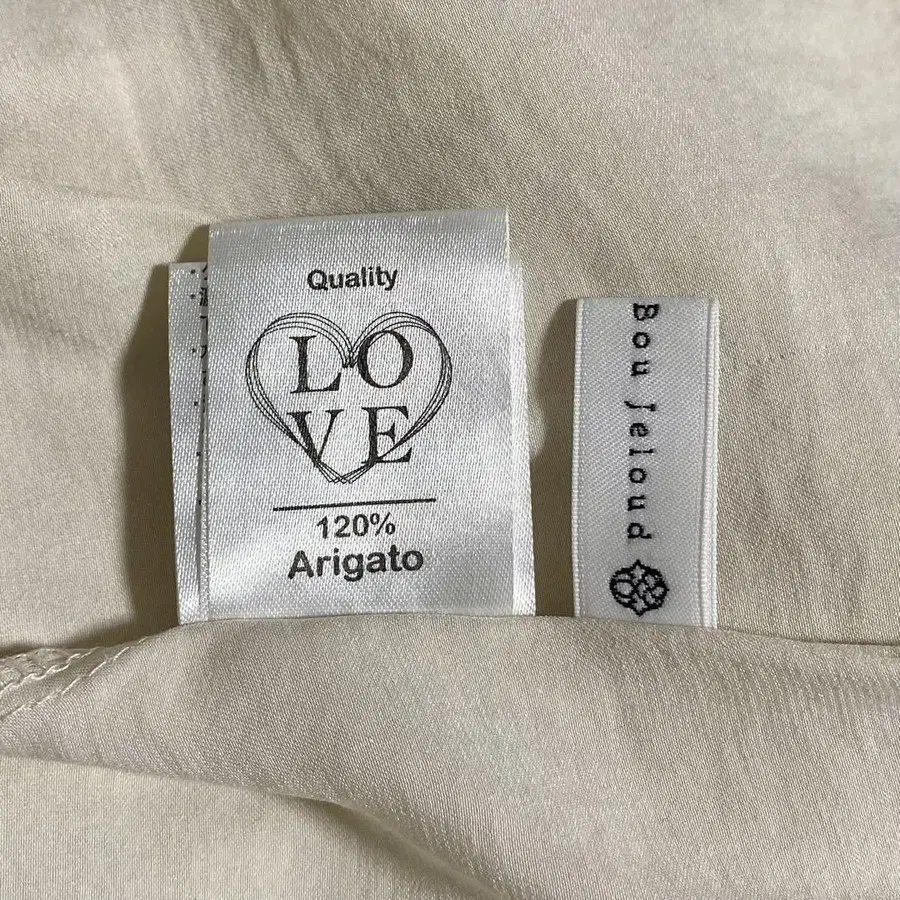 Quality
LO
VE
120%
Arigato
Bou Jeloud